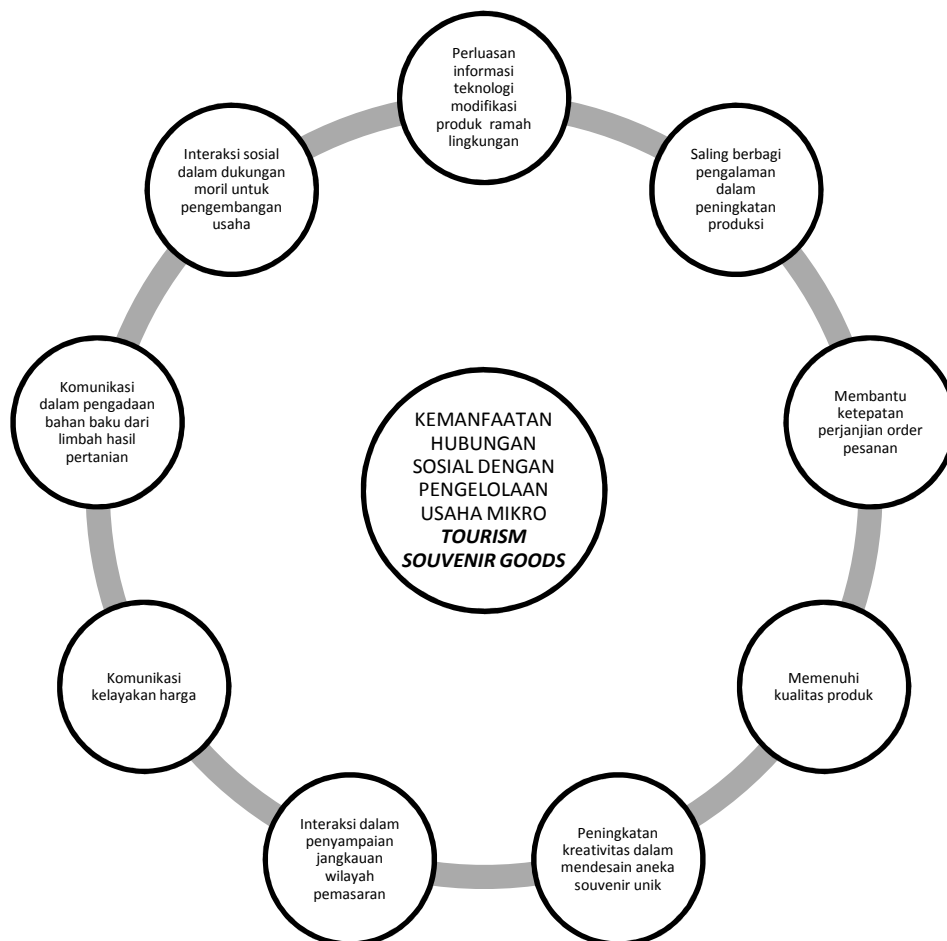 Perluasan
informasi
teknologi
modifikasi
produk ramah
lingkungan
Saling berbagi
pengalaman
dalam
peningkatan
produksi
Membantu
ketepatan
perjanjian order
pesanan
Memenuhi
kualitas produk
Peningkatan
kreativitas dalam
mendesain aneka
souvenir unik
Interaksi dalam
penyampaian
jangkauan
wilayah
pemasaran
Komunikasi
kelayakan harga
Komunikasi
dalam pengadaan
bahan baku dari
limbah hasil
pertanian
Interaksi sosial
dalam dukungan
moril untuk
pengembangan
usaha
KEMANFAATAN
HUBUNGAN
SOSIAL DENGAN
PENGELOLAAN
USAHA MIKRO
TOURISM
SOUVENIR GOODS